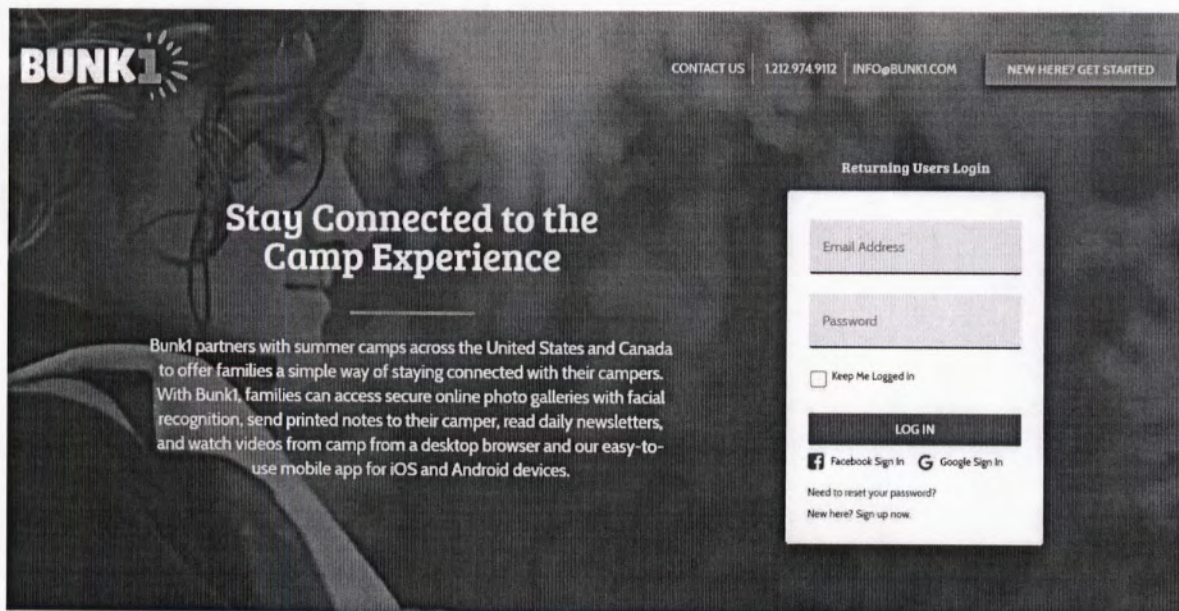 BUNK1
CONTACT US 1.212.974.9112 INFO@BUNK1.COM NEW HERE? GET STARTED
Returning Users Login
Stay Connected to the
Camp Experience
Bunk1 partners with summer camps across the United States and Canada
to offer families a simple way of staying connected with their campers.
With Bunk1, families can access secure online photo galleries with facial
recognition, send printed notes to their camper, read daily newsletters,
and watch videos from camp from a desktop browser and our easy-to-
use mobile app for iOS and Android devices.
Email Address
Password
Keep Me Logged In
LOG IN
Facebook Sign In Google Sign In
Need to reset your password?
New here? Sign up now.